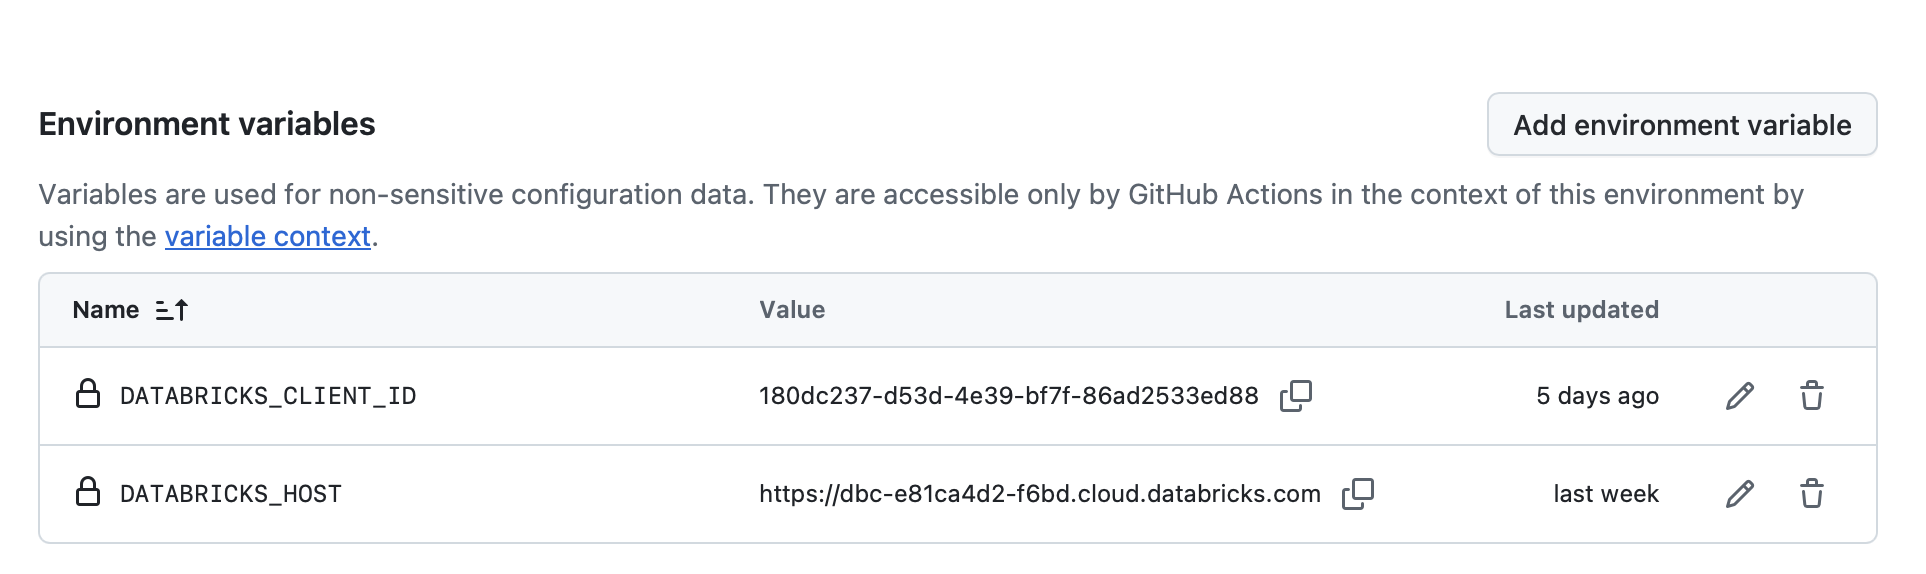 Environment variables
Add environment variable
Variables are used for non-sensitive configuration data. They are accessible only by GitHub Actions in the context of this environment by
using the variable context.
Name Value Last updated
DATABRICKS_CLIENT_ID 180dc237-d53d-4e39-bf7f-86ad2533ed88 5 days ago
DATABRICKS_HOST https://dbc-e81ca4d2-f6bd.cloud.databricks.com last week